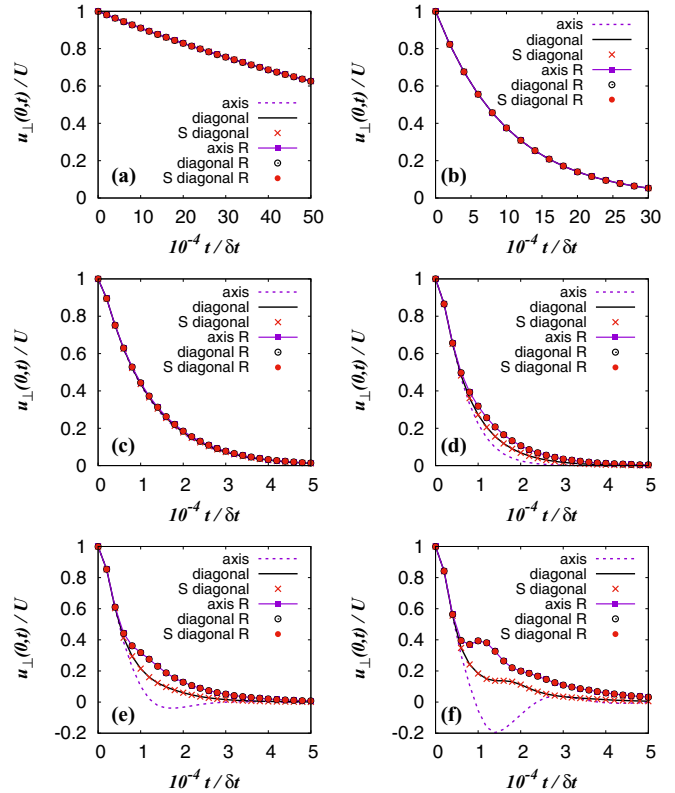 u⊥(0,t) / U
1
0.8
0.6
0.4
0.2
0
axis
diagonal
S diagonal
axis R
diagonal R
S diagonal R
(a)
0 10 20 30 40 50
10-4 t / δt
u⊥(0,t) / U
1
0.8
0.6
0.4
0.2
0
axis
diagonal
S diagonal
axis R
diagonal R
S diagonal R
(b)
0 5 10 15 20 25 30
10-4 t / δt
u⊥(0,t) / U
1
0.8
0.6
0.4
0.2
0
axis
diagonal
S diagonal
axis R
diagonal R
S diagonal R
(c)
0 1 2 3 4 5
10-4 t / δt
u⊥(0,t) / U
1
0.8
0.6
0.4
0.2
0
axis
diagonal
S diagonal
axis R
diagonal R
S diagonal R
(d)
0 1 2 3 4 5
10-4 t / δt
u⊥(0,t) / U
1
0.8
0.6
0.4
0.2
0
-0.2
axis
diagonal
S diagonal
axis R
diagonal R
S diagonal R
(e)
0 1 2 3 4 5
10-4 t / δt
u⊥(0,t) / U
1
0.8
0.6
0.4
0.2
0
-0.2
axis
diagonal
S diagonal
axis R
diagonal R
S diagonal R
(f)
0 1 2 3 4 5
10-4 t / δt